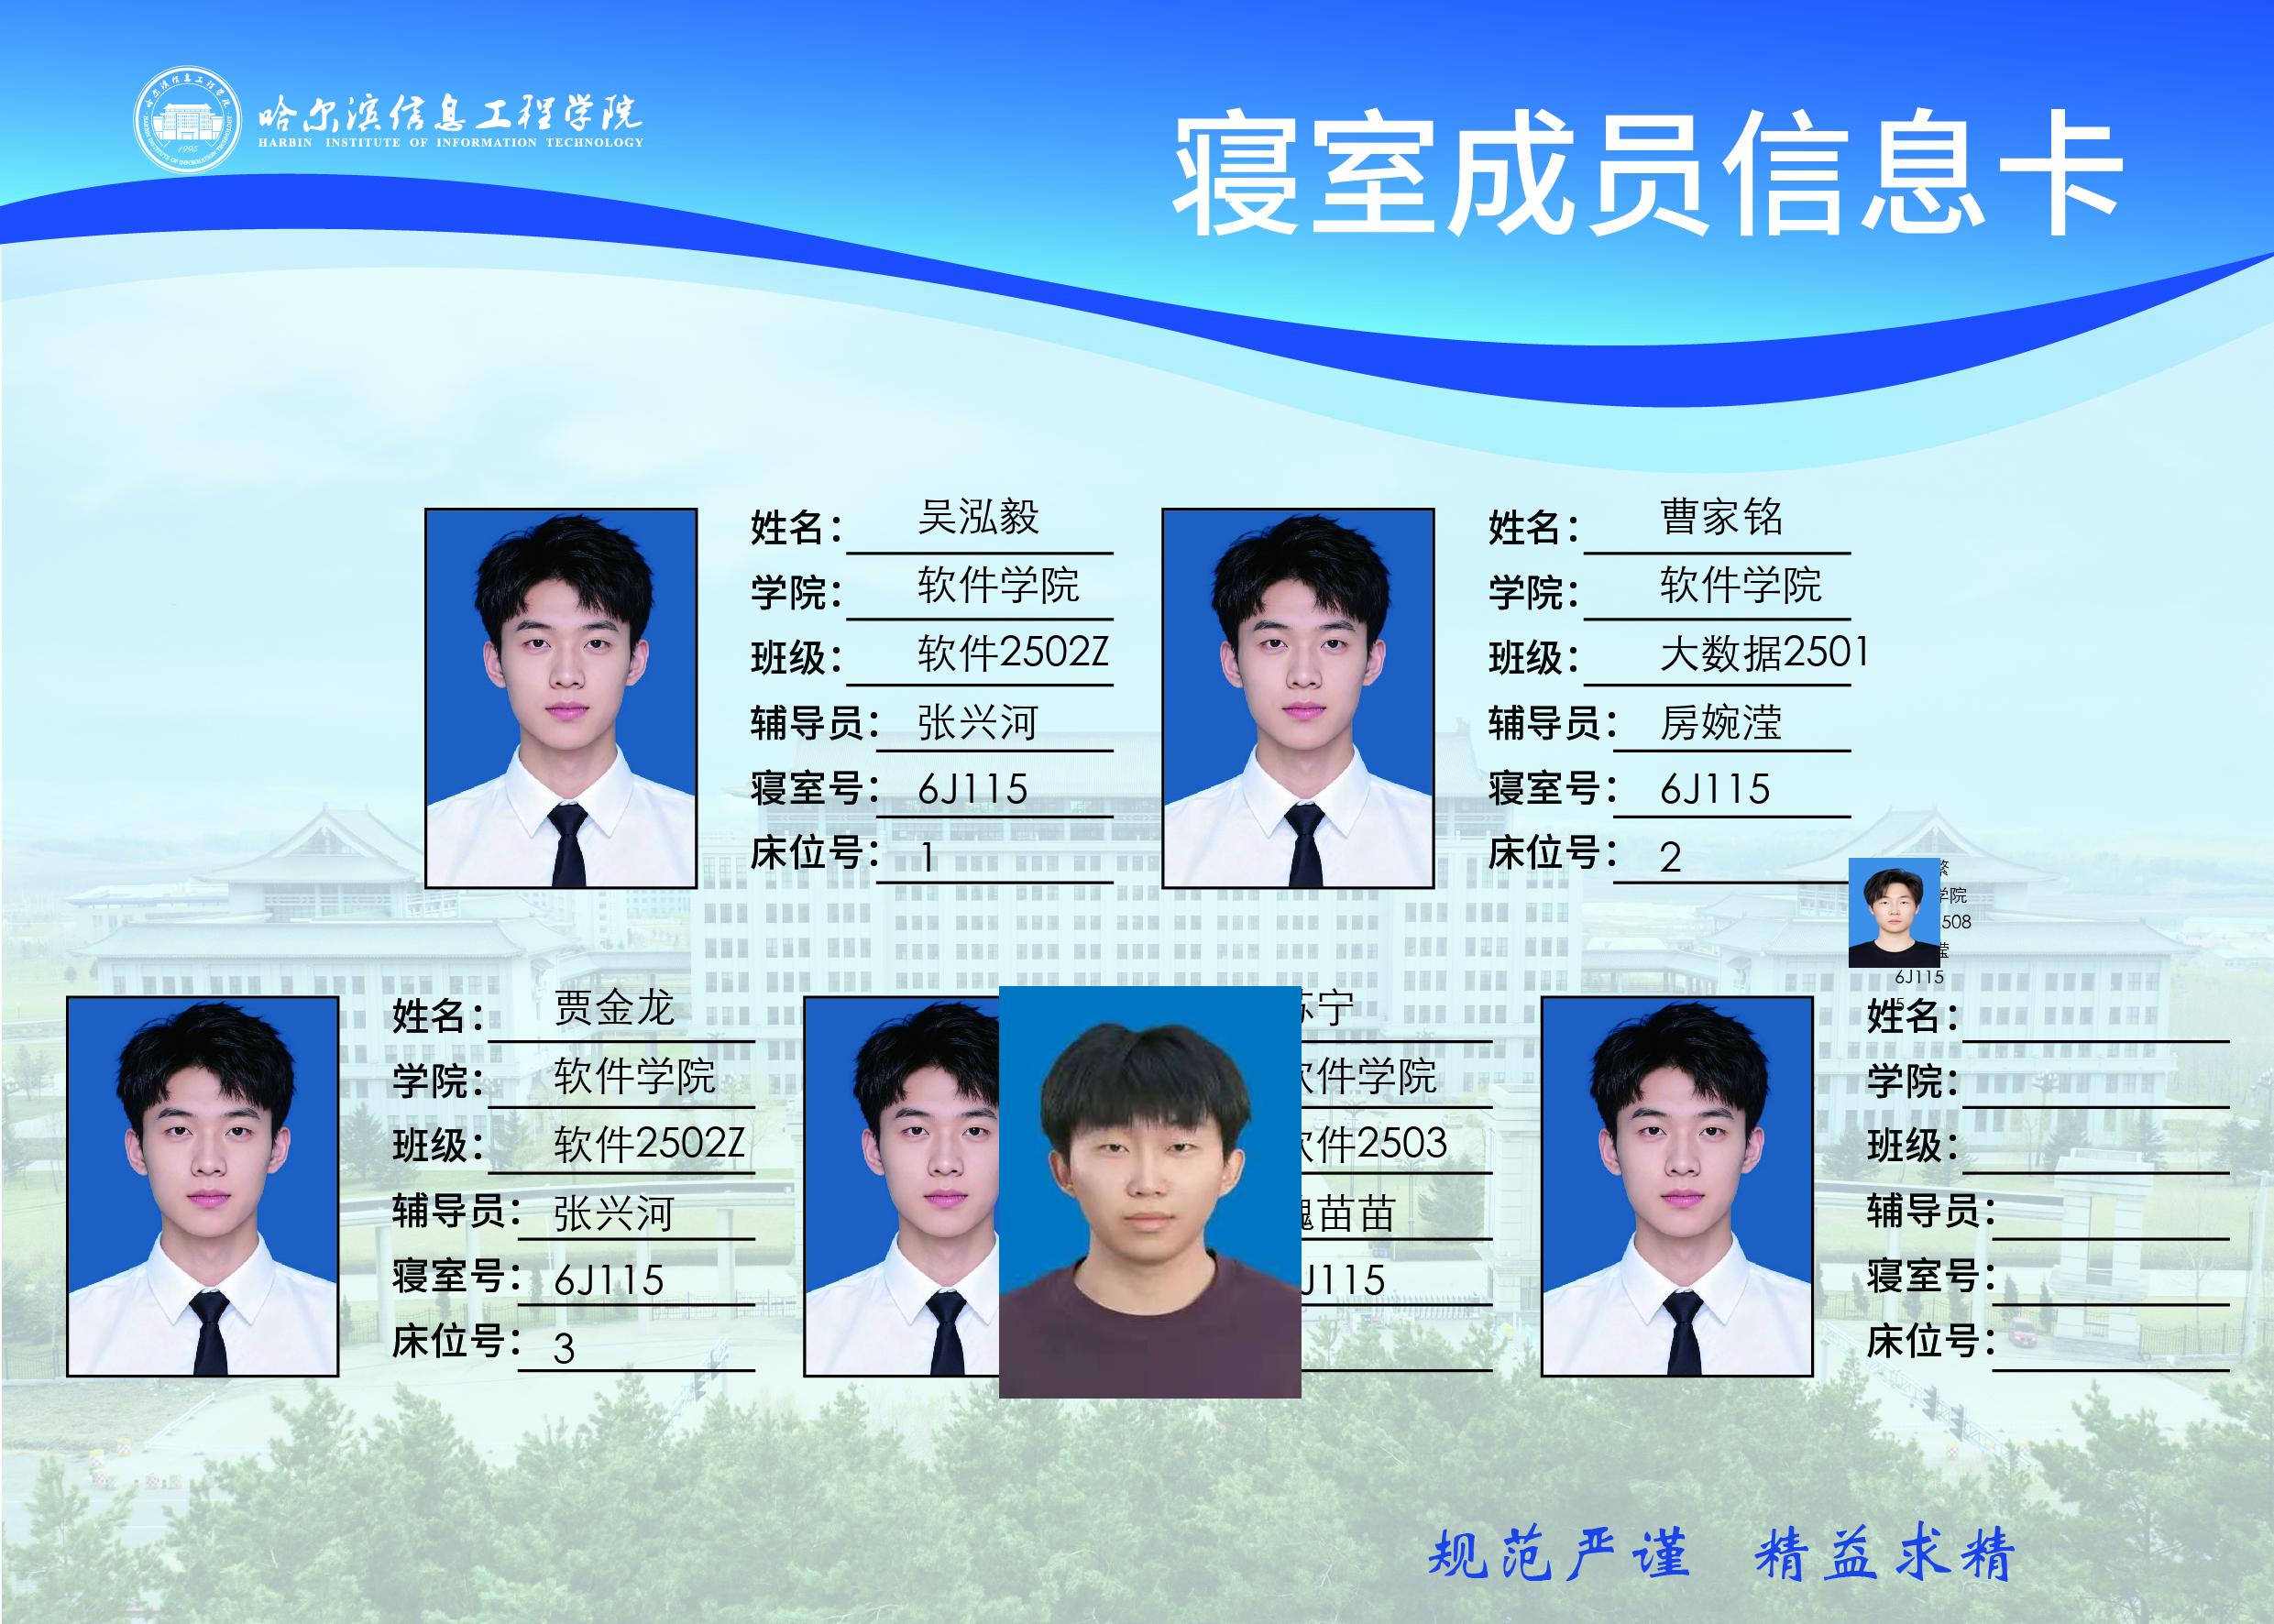 哈尔滨信息工程学院
HARBIN INSTITUTE OF INFORMATION TECHNOLOGY
1995
寝室成员信息卡
姓名： 吴泓毅
学院： 软件学院
班级： 软件2502Z
辅导员： 张兴河
寝室号： 6J115
床位号： 1
姓名： 曹家铭
学院： 软件学院
班级： 大数据2501
辅导员： 房婉滢
寝室号： 6J115
床位号： 2
学院
508
滢
6J115
姓名： 贾金龙
学院： 软件学院
班级： 软件2502Z
辅导员： 张兴河
寝室号： 6J115
床位号： 3
宁
件学院
件2503
苗苗
J115
姓名：
学院：
班级：
辅导员：
寝室号：
床位号：
规范严谨 精益求精